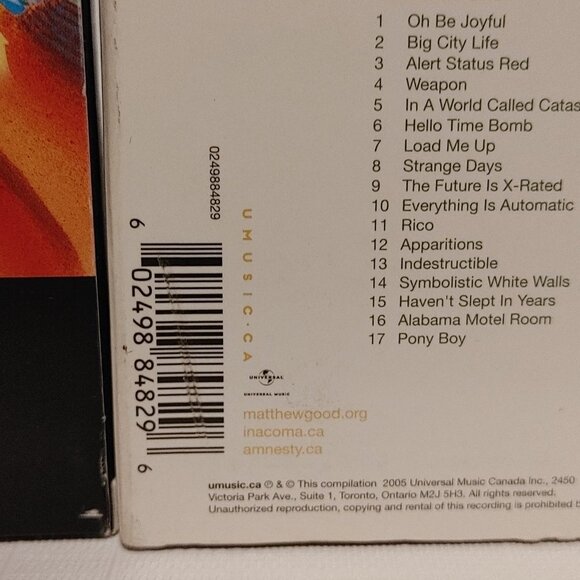 1 Oh Be Joyful
2 Big City Life
3 Alert Status Red
4 Weapon
5 In A World Called Catas
6 Hello Time Bomb
7 Load Me Up
8 Strange Days
9 The Future Is X-Rated
10 Everything Is Automatic
11 Rico
12 Apparitions
13 Indestructible
14 Symbolistic White Walls
15 Haven't Slept In Years
16 Alabama Motel Room
17 Pony Boy
0249884829
6 02498 84829 6
UMUSIC.CA
UNIVERSAL
UNIVERSAL MUSIC
matthewgood.org
inacoma.ca
amnesty.ca
umusic.ca ℗ & © This compilation 2005 Universal Music Canada Inc., 2450
Victoria Park Ave., Suite 1, Toronto, Ontario M2J 5H3. All rights reserved.
Unauthorized reproduction, copying and rental of this recording is prohibited b